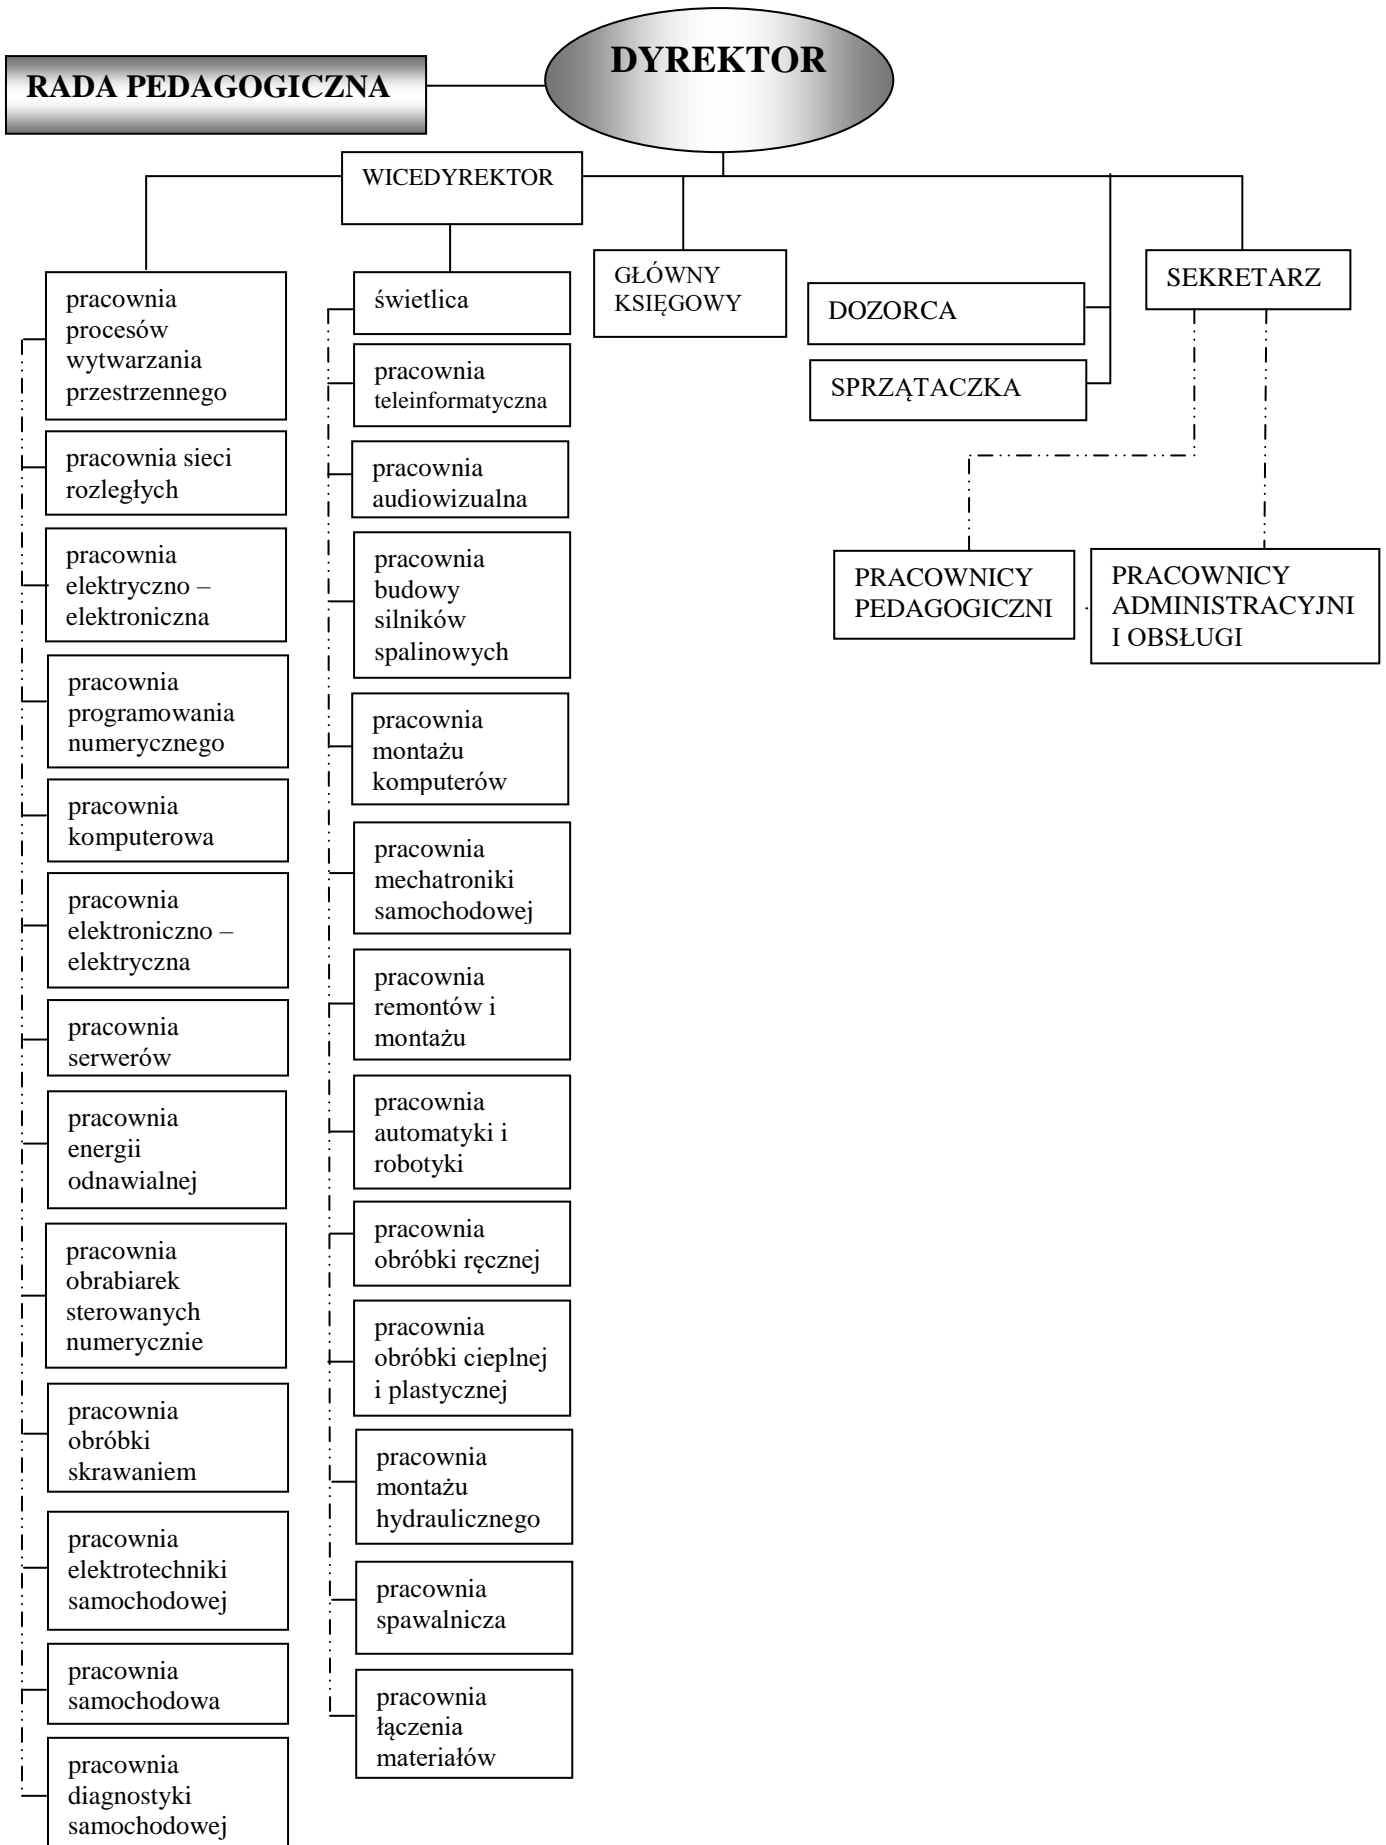 DYREKTOR
RADA PEDAGOGICZNA
WICEDYREKTOR
pracownia
procesów
wytwarzania
przestrzennego
pracownia sieci
rozległych
pracownia
elektryczno –
elektroniczna
pracownia
programowania
numerycznego
pracownia
komputerowa
pracownia
elektroniczno –
elektryczna
pracownia
serwerów
pracownia
energii
odnawialnej
pracownia
obrabiarek
sterowanych
numerycznie
pracownia
obróbki
skrawaniem
pracownia
elektrotechniki
samochodowej
pracownia
samochodowa
pracownia
diagnostyki
samochodowej
świetlica
pracownia
teleinformatyczna
pracownia
audiowizualna
pracownia
budowy
silników
spalinowych
pracownia
montażu
komputerów
pracownia
mechatroniki
samochodowej
pracownia
remontów i
montażu
pracownia
automatyki i
robotyki
pracownia
obróbki ręcznej
pracownia
obróbki cieplnej
i plastycznej
pracownia
montażu
hydraulicznego
pracownia
spawalnicza
pracownia
łączenia
materiałów
GŁÓWNY
KSIĘGOWY
DOZORCA
SPRZĄTACZKA
SEKRETARZ
PRACOWNICY
PEDAGOGICZNI
PRACOWNICY
ADMINISTRACYJNI
I OBSŁUGI